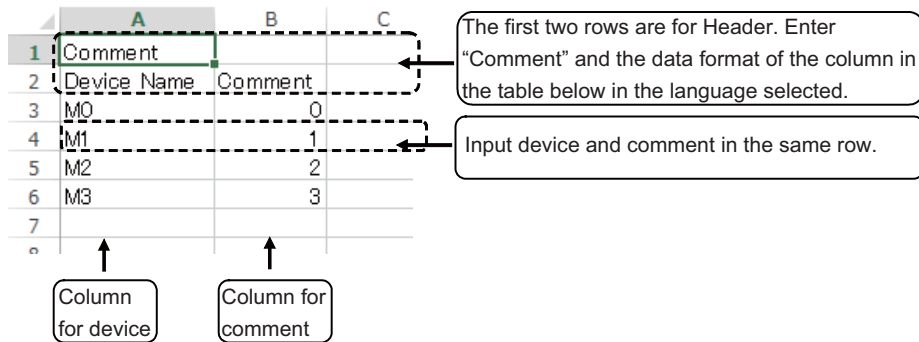 A B C
1 Comment
2 Device Name Comment
3 M0 0
4 M1 1
5 M2 2
6 M3 3
7
The first two rows are for Header. Enter
“Comment” and the data format of the column in
the table below in the language selected.
Input device and comment in the same row.
Column
for device
Column for
comment